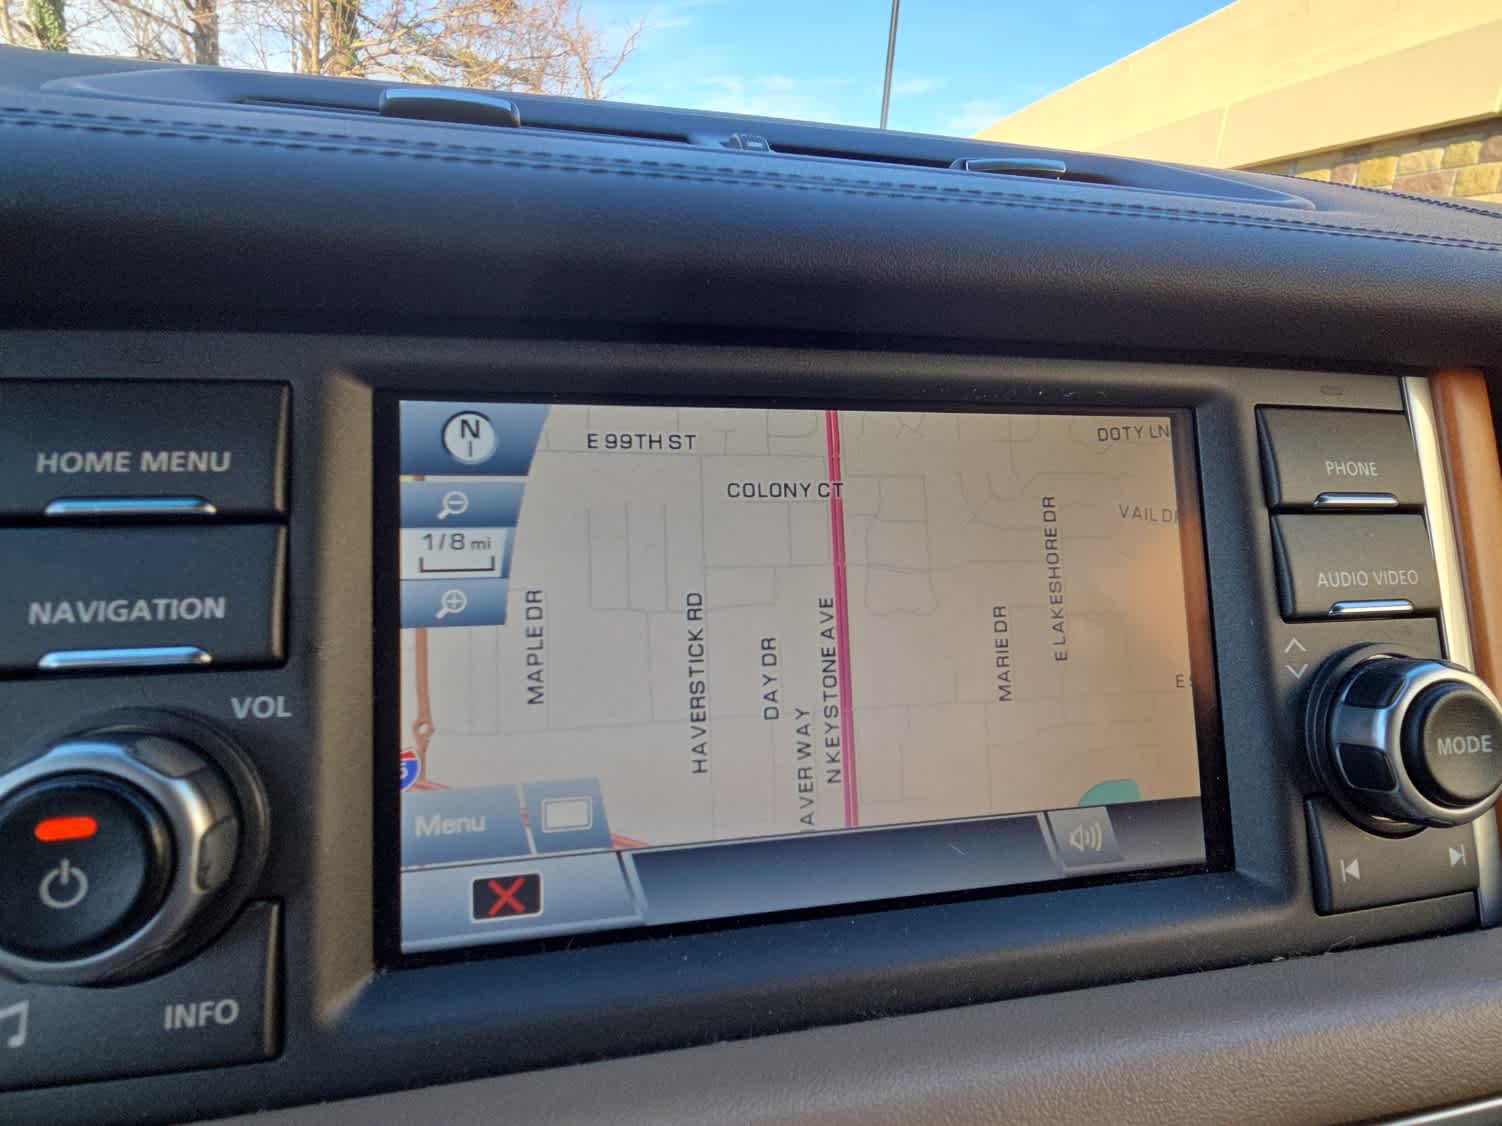 HOME MENU
NAVIGATION
VOL
INFO
N
1/8 mi
E 99TH ST
COLONY CT
DOTY LN
VAIL
MAPLE DR
HAVERSTICK RD
DAY DR
AVER WAY
N KEYSTONE AVE
MARIE DR
E LAKESHORE DR
E
Menu
PHONE
AUDIO VIDEO
MODE